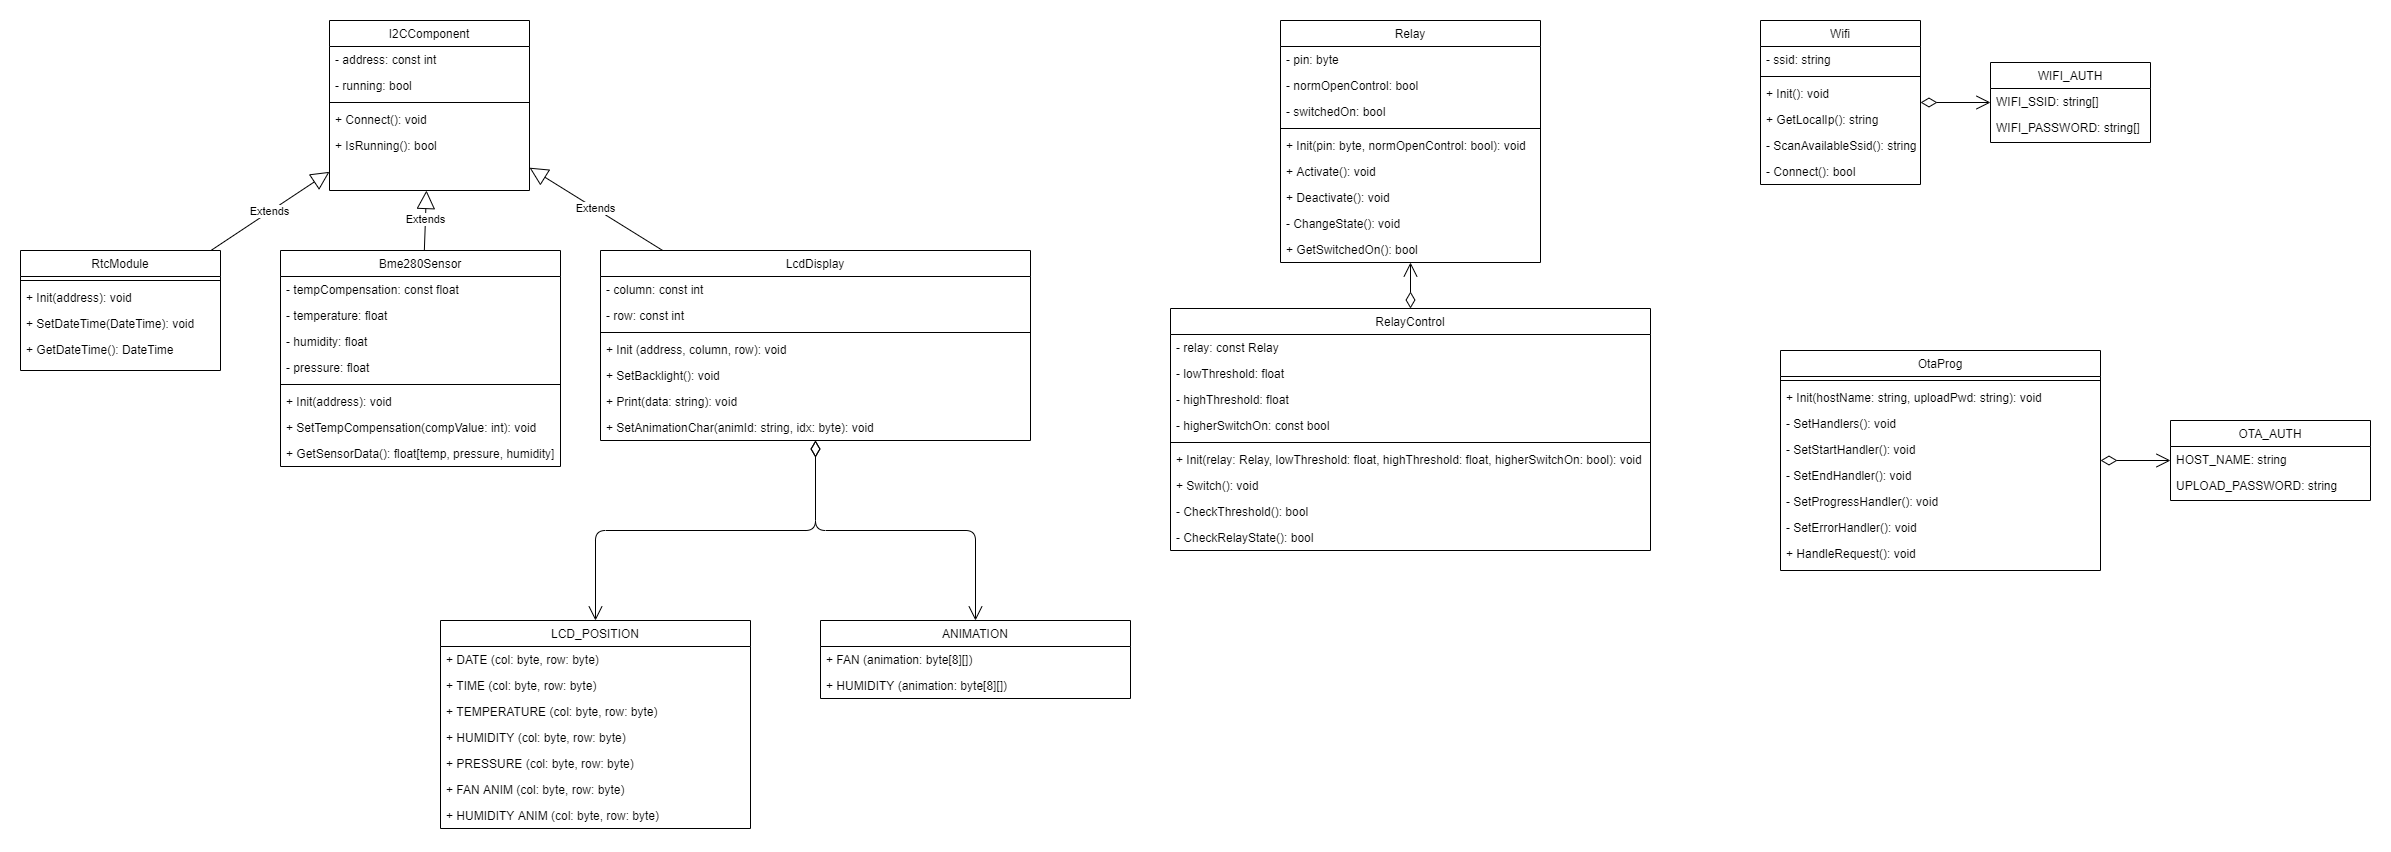 I2CComponent
- address: const int
- running: bool
+ Connect(): void
+ IsRunning(): bool
Extends
Extends
Extends
RtcModule
+ Init(address): void
+ SetDateTime(DateTime): void
+ GetDateTime(): DateTime
Bme280Sensor
- tempCompensation: const float
- temperature: float
- humidity: float
- pressure: float
+ Init(address): void
+ SetTempCompensation(compValue: int): void
+ GetSensorData(): float[temp, pressure, humidity]
LcdDisplay
- column: const int
- row: const int
+ Init (address, column, row): void
+ SetBacklight(): void
+ Print(data: string): void
+ SetAnimationChar(animId: string, idx: byte): void
LCD_POSITION
+ DATE (col: byte, row: byte)
+ TIME (col: byte, row: byte)
+ TEMPERATURE (col: byte, row: byte)
+ HUMIDITY (col: byte, row: byte)
+ PRESSURE (col: byte, row: byte)
+ FAN ANIM (col: byte, row: byte)
+ HUMIDITY ANIM (col: byte, row: byte)
ANIMATION
+ FAN (animation: byte[8][])
+ HUMIDITY (animation: byte[8][])
Relay
- pin: byte
- normOpenControl: bool
- switchedOn: bool
+ Init(pin: byte, normOpenControl: bool): void
+ Activate(): void
+ Deactivate(): void
- ChangeState(): void
+ GetSwitchedOn(): bool
RelayControl
- relay: const Relay
- lowThreshold: float
- highThreshold: float
- higherSwitchOn: const bool
+ Init(relay: Relay, lowThreshold: float, highThreshold: float, higherSwitchOn: bool): void
+ Switch(): void
- CheckThreshold(): bool
- CheckRelayState(): bool
Wifi
- ssid: string
+ Init(): void
+ GetLocalIp(): string
- ScanAvailableSsid(): string
- Connect(): bool
WIFI_AUTH
WIFI_SSID: string[]
WIFI_PASSWORD: string[]
OtaProg
+ Init(hostName: string, uploadPwd: string): void
- SetHandlers(): void
- SetStartHandler(): void
- SetEndHandler(): void
- SetProgressHandler(): void
- SetErrorHandler(): void
+ HandleRequest(): void
OTA_AUTH
HOST_NAME: string
UPLOAD_PASSWORD: string